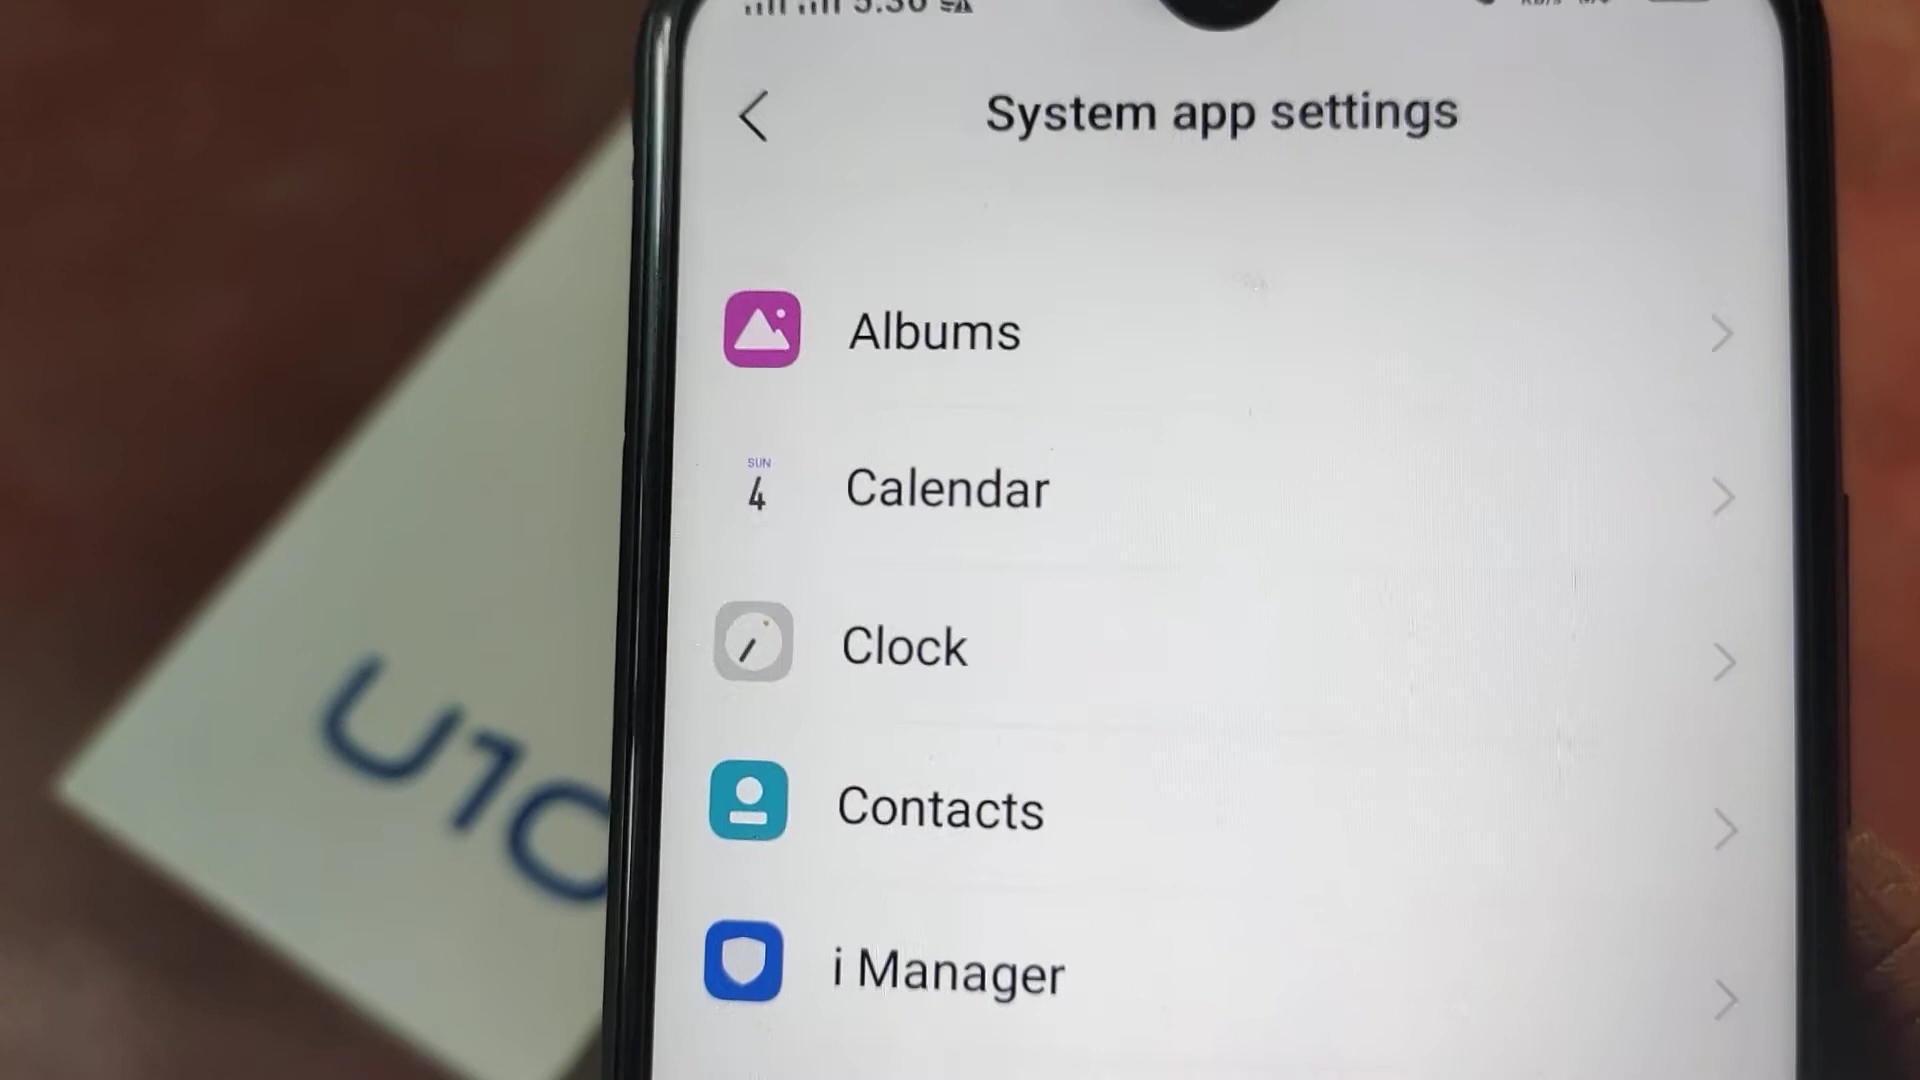 System app settings
Albums
SUN
4
Calendar
Clock
Contacts
i Manager
U10